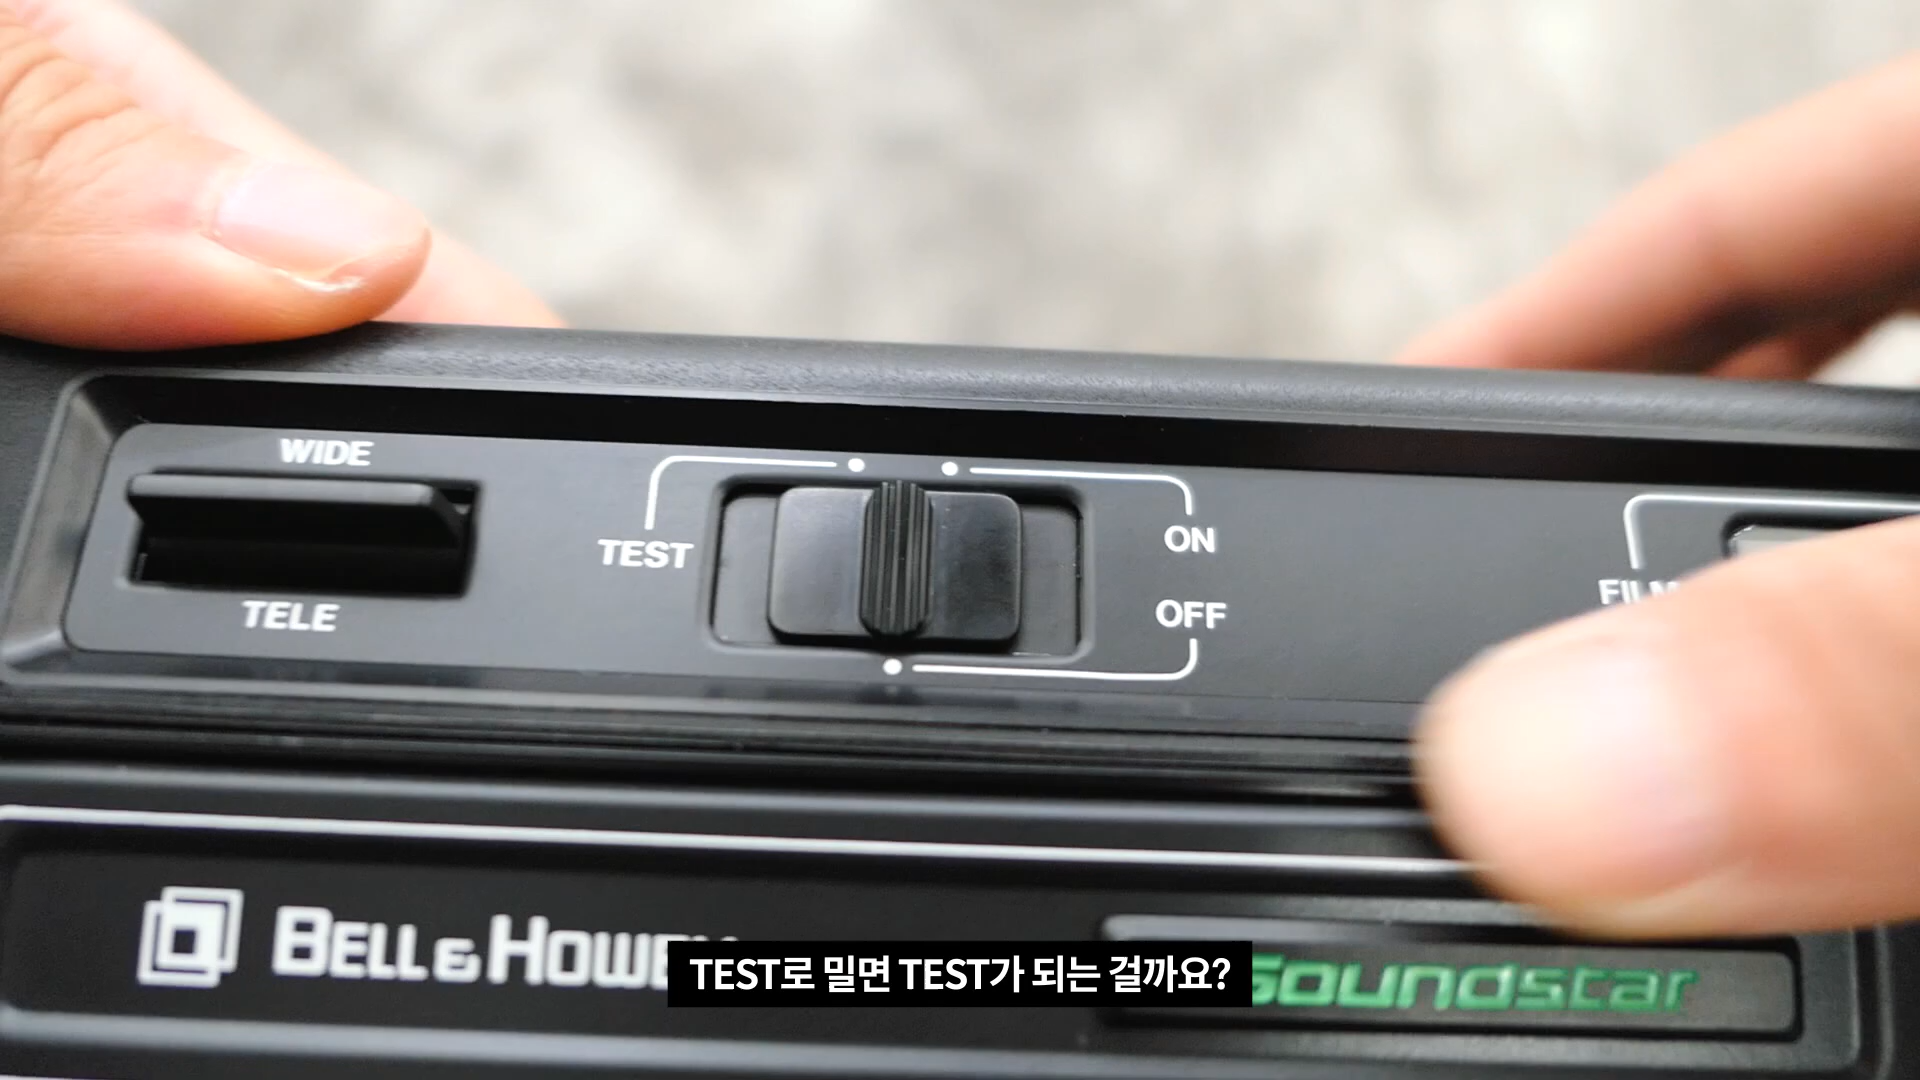 WIDE
TELE
TEST
ON
OFF
BELL & HOWE
Soundstar
TEST로 밀면 TEST가 되는 걸까요?